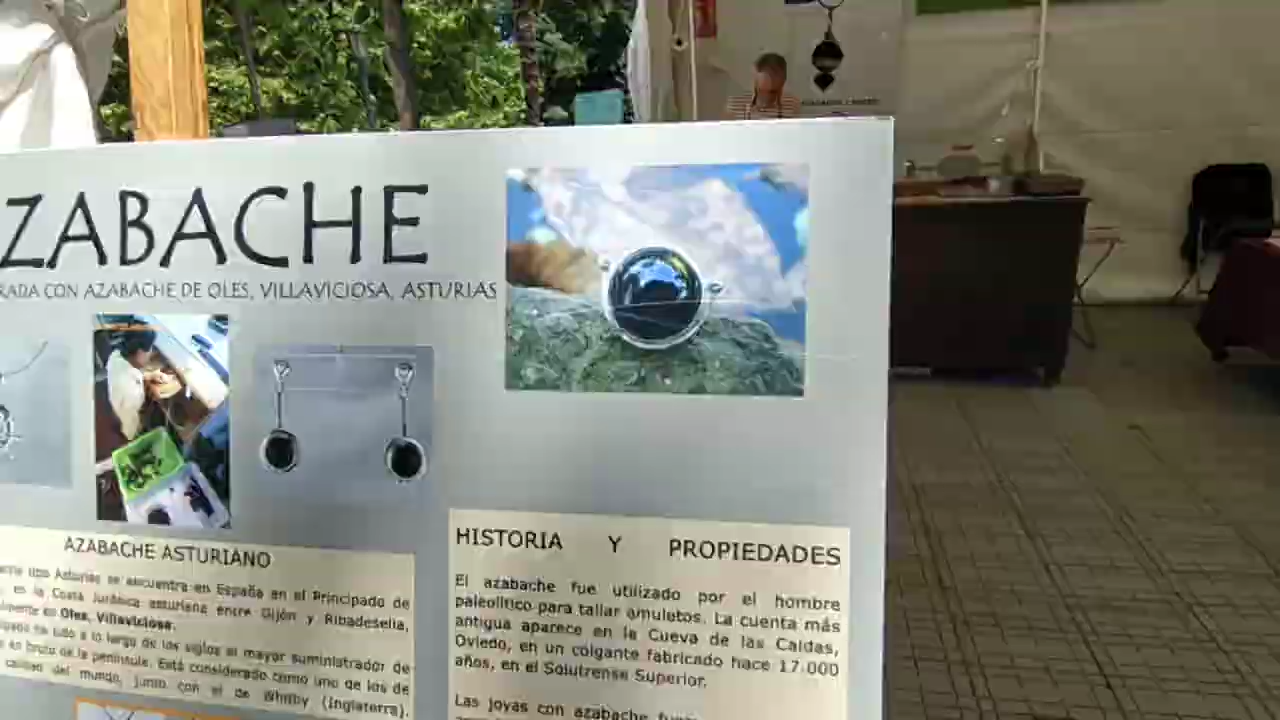 ZABACHE
RADA CON AZABACHE DE OLES, VILLAVICIOSA, ASTURIAS
AZABACHE ASTURIANO
tipo Asturias se encuentra en España en el Principado de
en la Costa Jurásica asturiana entre Gijón y Ribadesella,
en Oles, Villaviciosa.
ha sido a lo largo de los siglos el mayor suministrador de
en bruto de la península. Está considerado como uno de los de
calidad del mundo, junto con el de Whitby (Inglaterra).
HISTORIA Y PROPIEDADES
El azabache fue utilizado por el hombre
paleolítico para tallar amuletos. La cuenta más
antigua aparece en la Cueva de las Caldas,
Oviedo, en un colgante fabricado hace 17.000
años, en el Solutrense Superior.
Las joyas con azabache